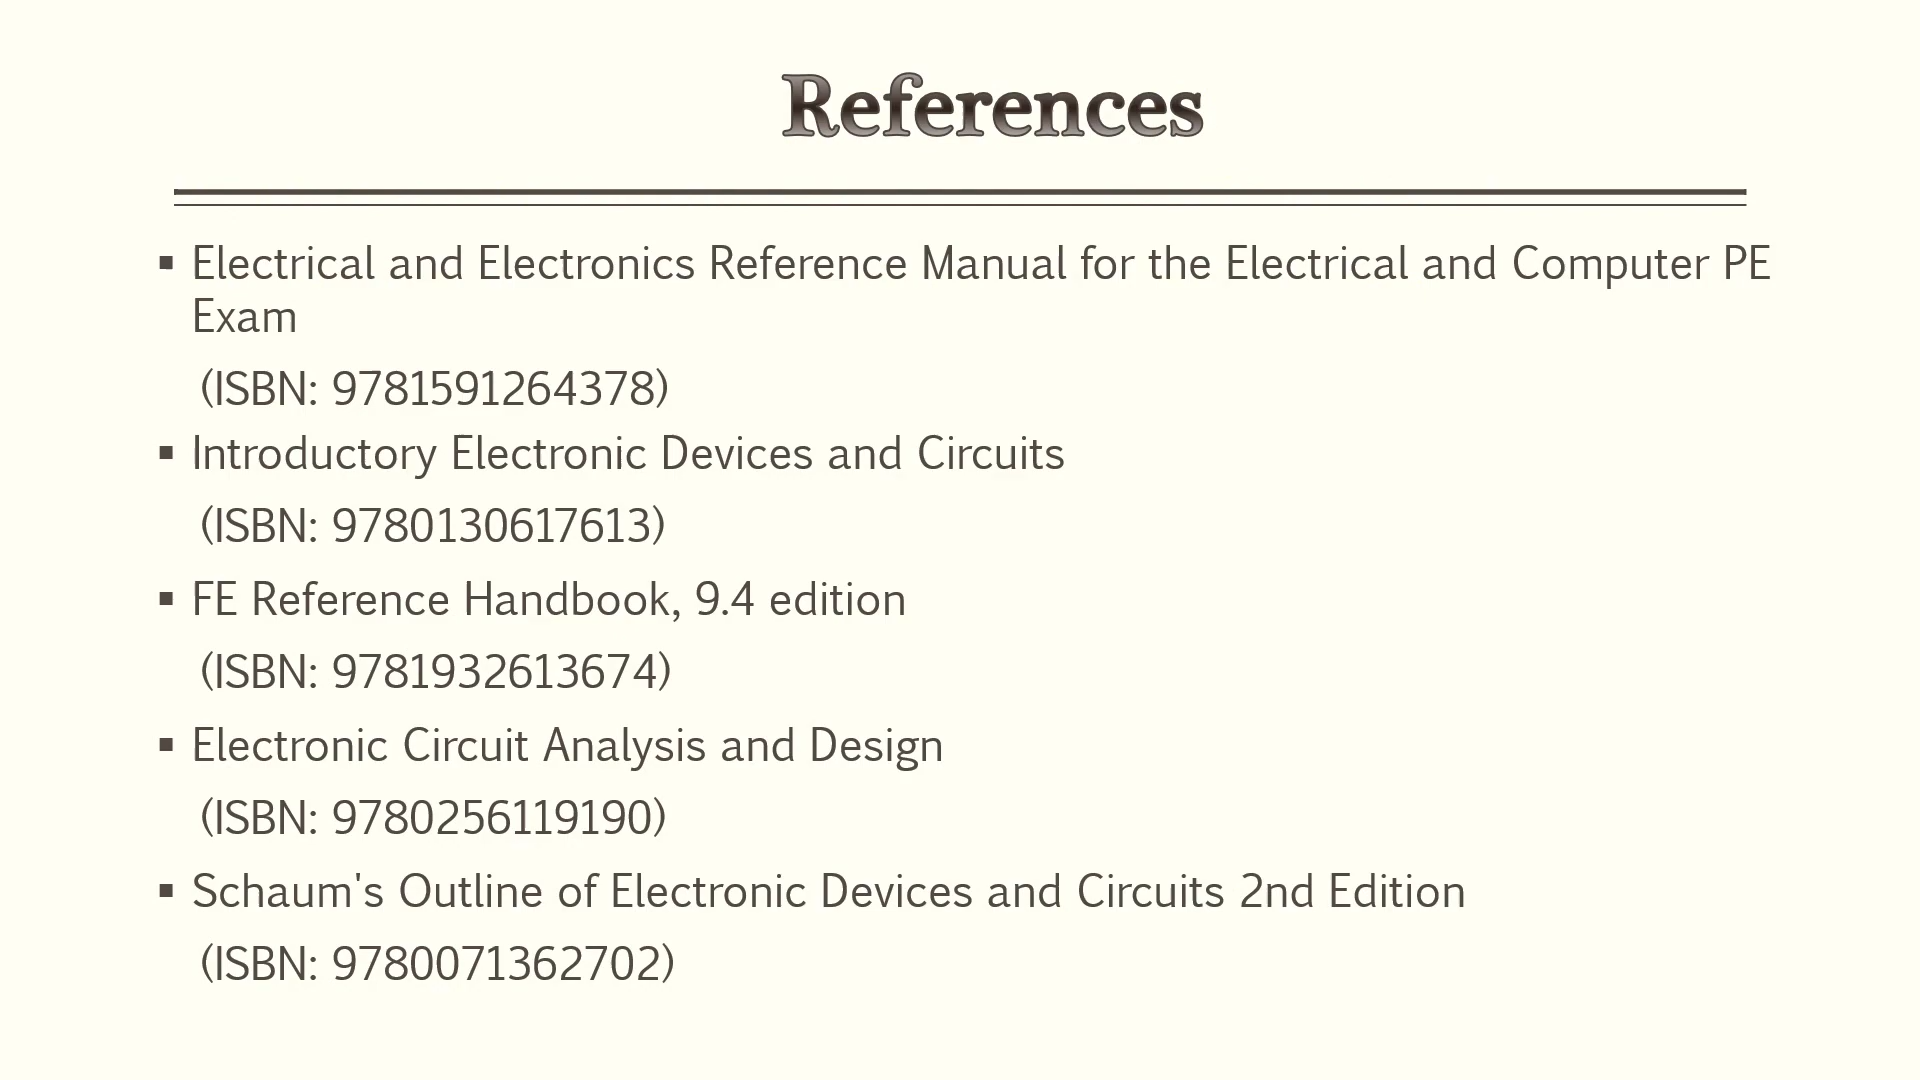 References
▪ Electrical and Electronics Reference Manual for the Electrical and Computer PE
Exam
(ISBN: 9781591264378)
▪ Introductory Electronic Devices and Circuits
(ISBN: 9780130617613)
▪ FE Reference Handbook, 9.4 edition
(ISBN: 9781932613674)
▪ Electronic Circuit Analysis and Design
(ISBN: 9780256119190)
▪ Schaum's Outline of Electronic Devices and Circuits 2nd Edition
(ISBN: 9780071362702)